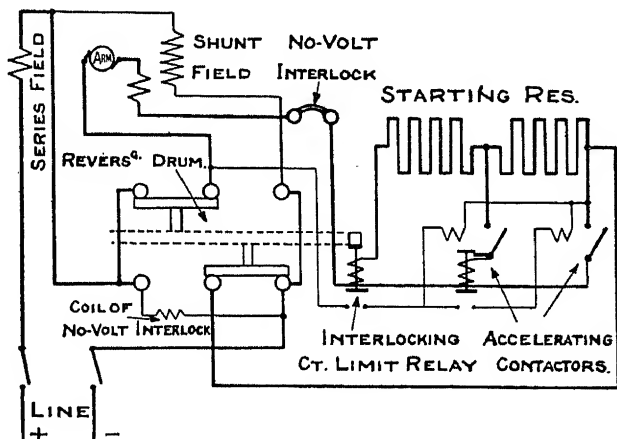 SERIES FIELD
ARM
SHUNT
FIELD
NO-VOLT
INTERLOCK
STARTING RES.
REVERSG. DRUM.
COIL OF
NO-VOLT INTERLOCK
INTERLOCKING
CT. LIMIT RELAY
ACCELERATING
CONTACTORS.
LINE
+ −